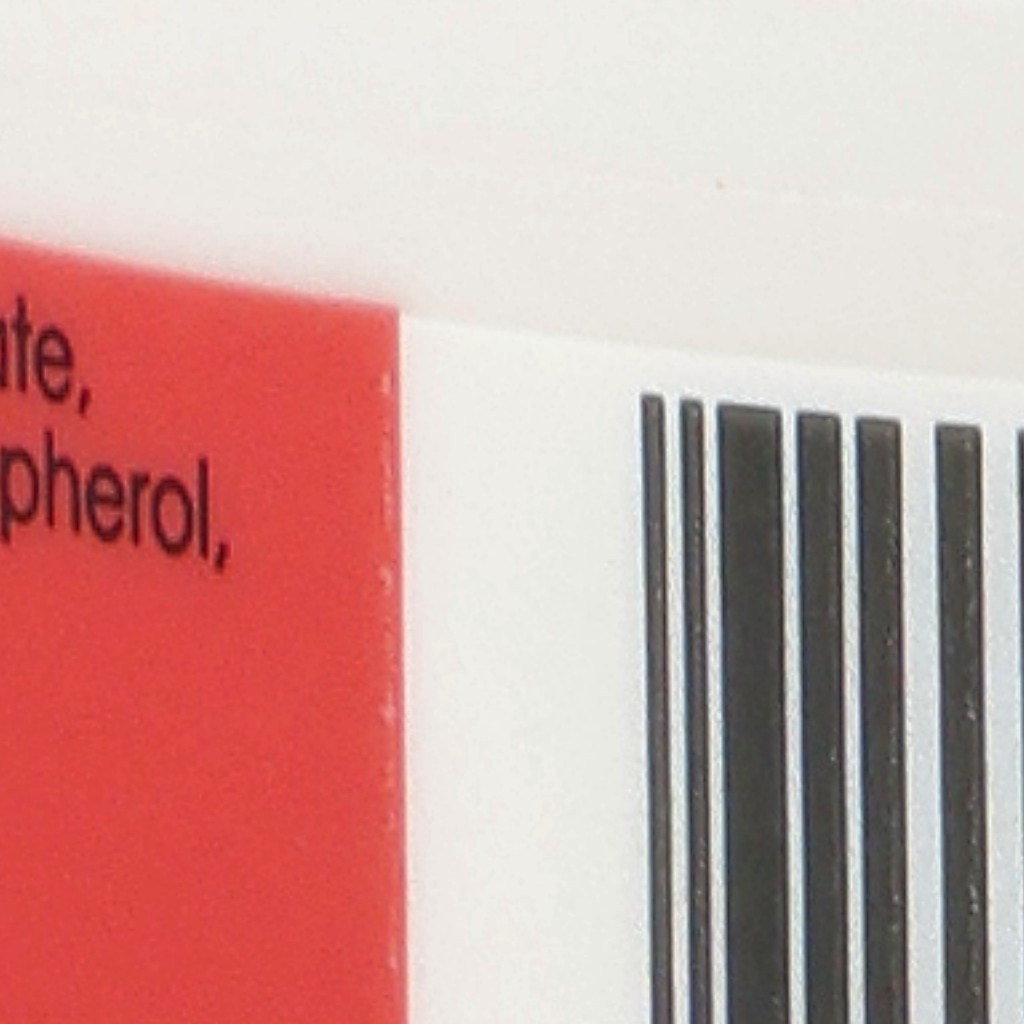 ate,
pherol,